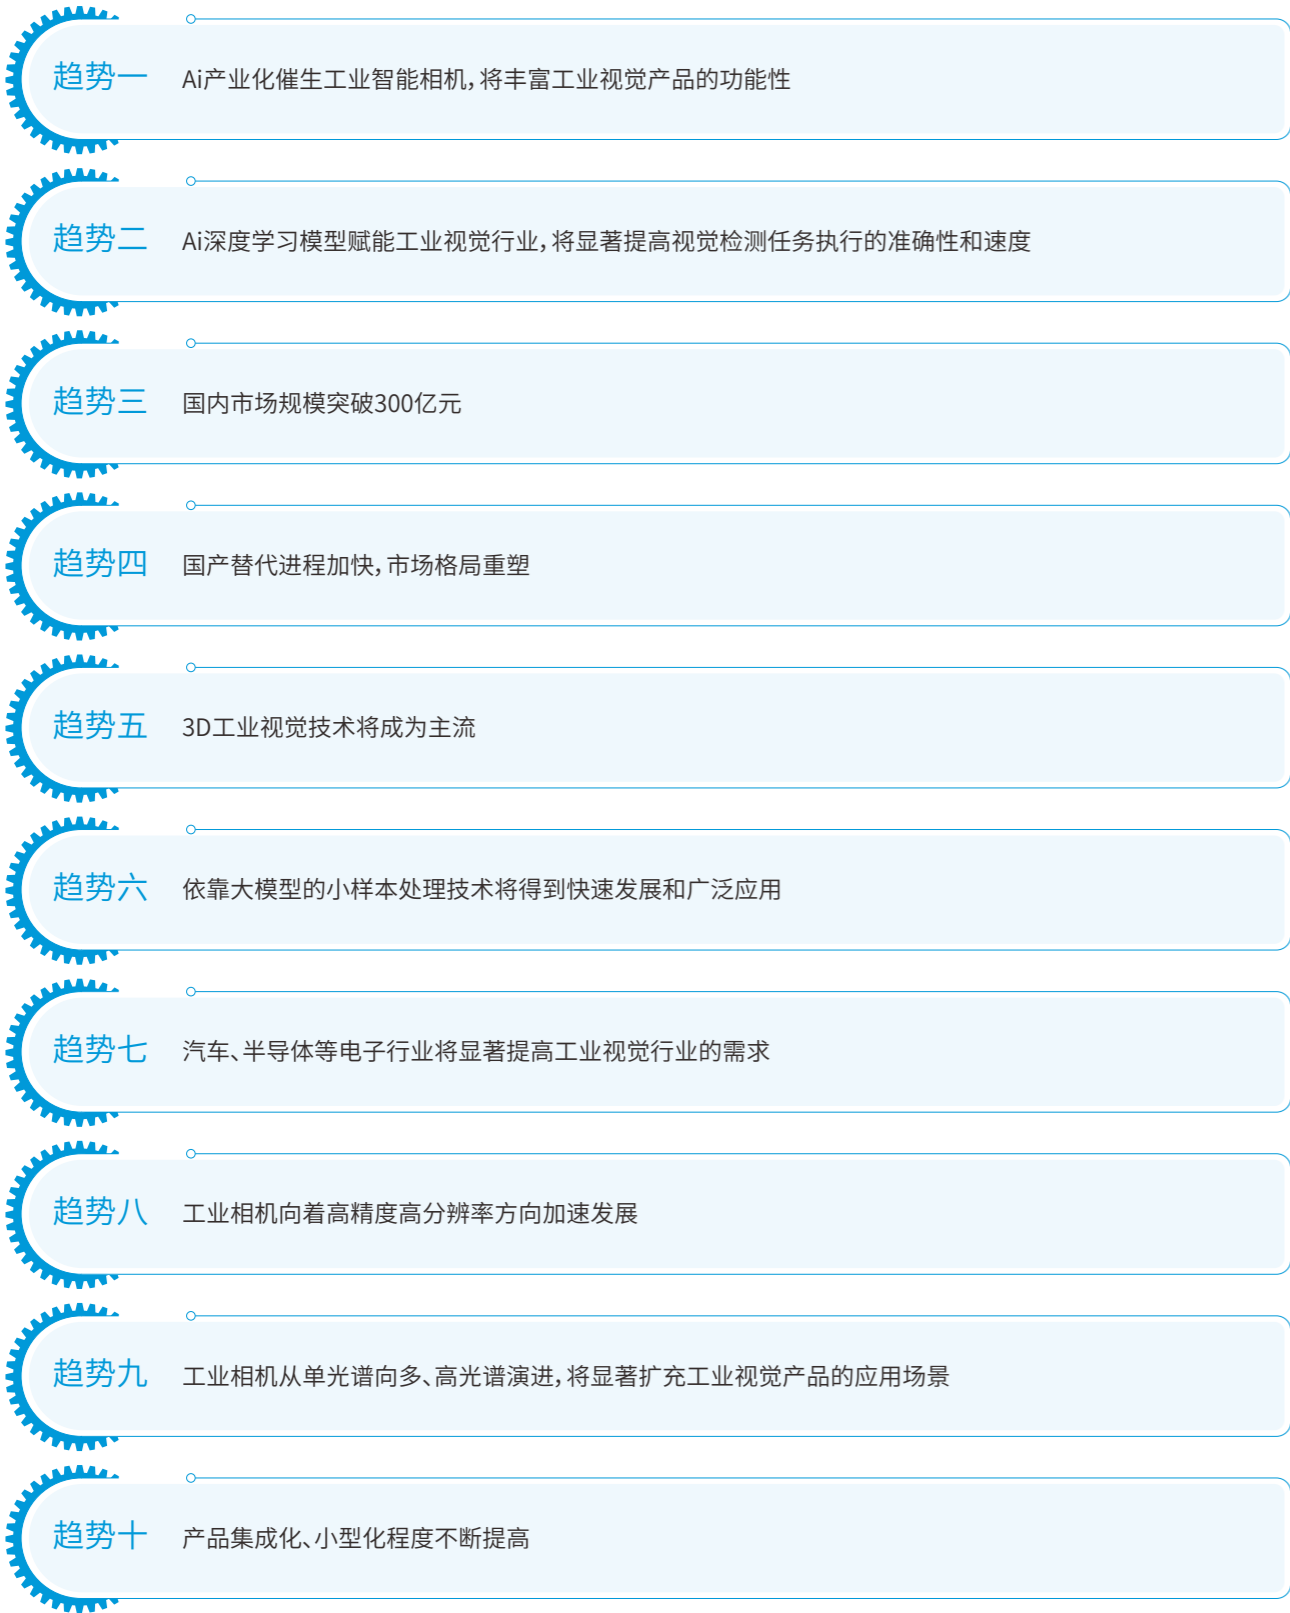 趋势一 Ai产业化催生工业智能相机，将丰富工业视觉产品的功能性
趋势二 Ai深度学习模型赋能工业视觉行业，将显著提高视觉检测任务执行的准确性和速度
趋势三 国内市场规模突破300亿元
趋势四 国产替代进程加快，市场格局重塑
趋势五 3D工业视觉技术将成为主流
趋势六 依靠大模型的小样本处理技术将得到快速发展和广泛应用
趋势七 汽车、半导体等电子行业将显著提高工业视觉行业的需求
趋势八 工业相机向着高精度高分辨率方向加速发展
趋势九 工业相机从单光谱向多、高光谱演进，将显著扩充工业视觉产品的应用场景
趋势十 产品集成化、小型化程度不断提高